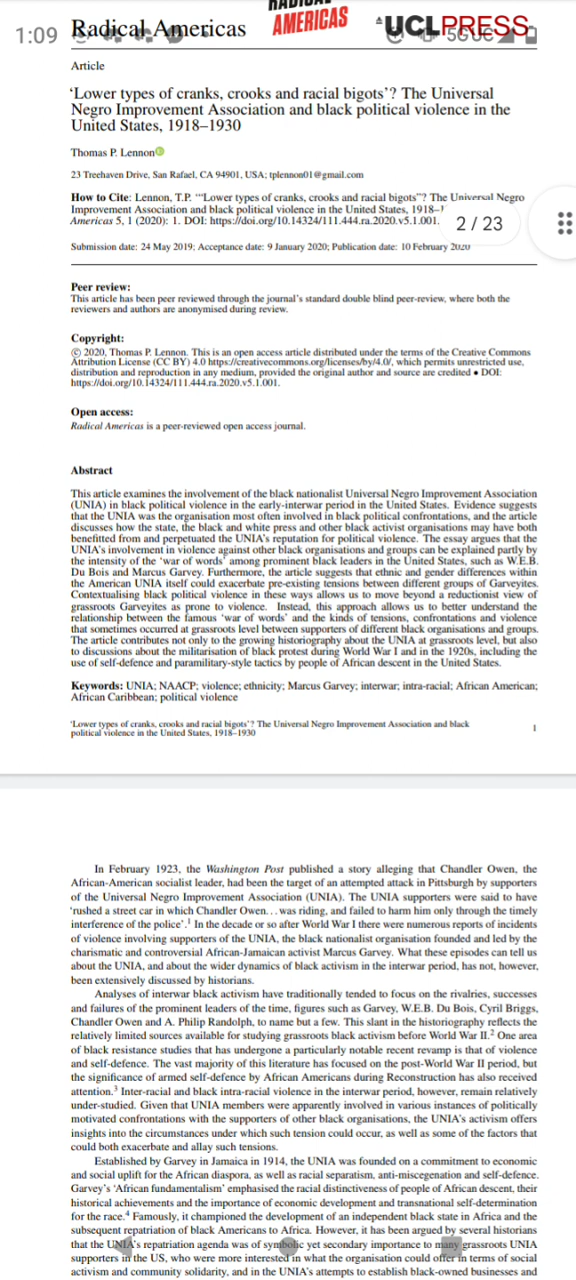 1:09
Radical Americas
RADICAL
AMERICAS
UCLPRESS
5G UC
Article
‘Lower types of cranks, crooks and racial bigots’? The Universal
Negro Improvement Association and black political violence in the
United States, 1918–1930
Thomas P. Lennon
23 Treehaven Drive, San Rafael, CA 94901, USA; tplennon01@gmail.com
How to Cite: Lennon, T.P. ‘“Lower types of cranks, crooks and racial bigots”? The Universal Negro
Improvement Association and black political violence in the United States, 1918–
Americas 5, 1 (2020): 1. DOI: https://doi.org/10.14324/111.444.ra.2020.v5.1.001.
2 / 23
Submission date: 24 May 2019; Acceptance date: 9 January 2020; Publication date: 10 February 2020
Peer review:
This article has been peer reviewed through the journal’s standard double blind peer-review, where both the
reviewers and authors are anonymised during review.
Copyright:
© 2020, Thomas P. Lennon. This is an open access article distributed under the terms of the Creative Commons
Attribution License (CC BY) 4.0 https://creativecommons.org/licenses/by/4.0/, which permits unrestricted use,
distribution and reproduction in any medium, provided the original author and source are credited • DOI:
https://doi.org/10.14324/111.444.ra.2020.v5.1.001.
Open access:
Radical Americas is a peer-reviewed open access journal.
Abstract
This article examines the involvement of the black nationalist Universal Negro Improvement Association
(UNIA) in black political violence in the early-interwar period in the United States. Evidence suggests
that the UNIA was the organisation most often involved in black political confrontations, and the article
discusses how the state, the black and white press and other black activist organisations may have both
benefitted from and perpetuated the UNIA’s reputation for political violence. The essay argues that the
UNIA’s involvement in violence against other black organisations and groups can be explained partly by
the intensity of the ‘war of words’ among prominent black leaders in the United States, such as W.E.B.
Du Bois and Marcus Garvey. Furthermore, the article suggests that ethnic and gender differences within
the American UNIA itself could exacerbate pre-existing tensions between different groups of Garveyites.
Contextualising black political violence in these ways allows us to move beyond a reductionist view of
grassroots Garveyites as prone to violence. Instead, this approach allows us to better understand the
relationship between the famous ‘war of words’ and the kinds of tensions, confrontations and violence
that sometimes occurred at grassroots level between supporters of different black organisations and groups.
The article contributes not only to the growing historiography about the UNIA at grassroots level, but also
to discussions about the militarisation of black protest during World War I and in the 1920s, including the
use of self-defence and paramilitary-style tactics by people of African descent in the United States.
Keywords: UNIA; NAACP; violence; ethnicity; Marcus Garvey; interwar; intra-racial; African American;
African Caribbean; political violence
‘Lower types of cranks, crooks and racial bigots’? The Universal Negro Improvement Association and black
political violence in the United States, 1918–1930
1
In February 1923, the Washington Post published a story alleging that Chandler Owen, the
African-American socialist leader, had been the target of an attempted attack in Pittsburgh by supporters
of the Universal Negro Improvement Association (UNIA). The UNIA supporters were said to have
‘rushed a street car in which Chandler Owen… was riding, and failed to harm him only through the timely
interference of the police’.1 In the decade or so after World War I there were numerous reports of incidents
of violence involving supporters of the UNIA, the black nationalist organisation founded and led by the
charismatic and controversial African-Jamaican activist Marcus Garvey. What these episodes can tell us
about the UNIA, and about the wider dynamics of black activism in the interwar period, has not, however,
been extensively discussed by historians.
Analyses of interwar black activism have traditionally tended to focus on the rivalries, successes
and failures of the prominent leaders of the time, figures such as Garvey, W.E.B. Du Bois, Cyril Briggs,
Chandler Owen and A. Philip Randolph, to name but a few. This slant in the historiography reflects the
relatively limited sources available for studying grassroots black activism before World War II.2 One area
of black resistance studies that has undergone a particularly notable recent revamp is that of violence
and self-defence. The vast majority of this literature has focused on the post-World War II period, but
the significance of armed self-defence by African Americans during Reconstruction has also received
attention.3 Inter-racial and black intra-racial violence in the interwar period, however, remain relatively
under-studied. Given that UNIA members were apparently involved in various instances of politically
motivated confrontations with the supporters of other black organisations, the UNIA’s activism offers
insights into the circumstances under which such tension could occur, as well as some of the factors that
could both exacerbate and allay such tensions.
Established by Garvey in Jamaica in 1914, the UNIA was founded on a commitment to economic
and social uplift for the African diaspora, as well as racial separatism, anti-miscegenation and self-defence.
Garvey’s ‘African fundamentalism’ emphasised the racial distinctiveness of people of African descent, their
historical achievements and the importance of economic development and transnational self-determination
for the race.4 Famously, it championed the development of an independent black state in Africa and the
subsequent repatriation of black Americans to Africa. However, it has been argued by several historians
that the UNIA’s repatriation agenda was of symbolic yet secondary importance to many grassroots UNIA
supporters in the US, who were more interested in what the organisation could offer in terms of social
activism and community solidarity, and in the UNIA’s attempts to establish black-owned businesses and